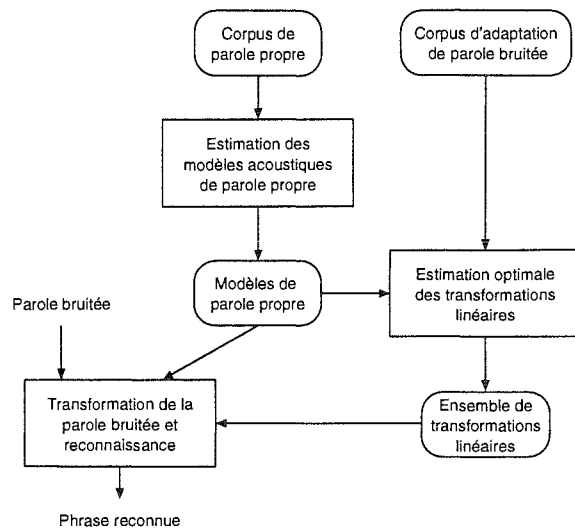 Corpus de
parole propre
Corpus d'adaptation
de parole bruitée
Estimation des
modèles acoustiques
de parole propre
Modèles de
parole propre
Estimation optimale
des transformations
linéaires
Parole bruitée
Transformation de la
parole bruitée et
reconnaissance
Ensemble de
transformations
linéaires
Phrase reconnue